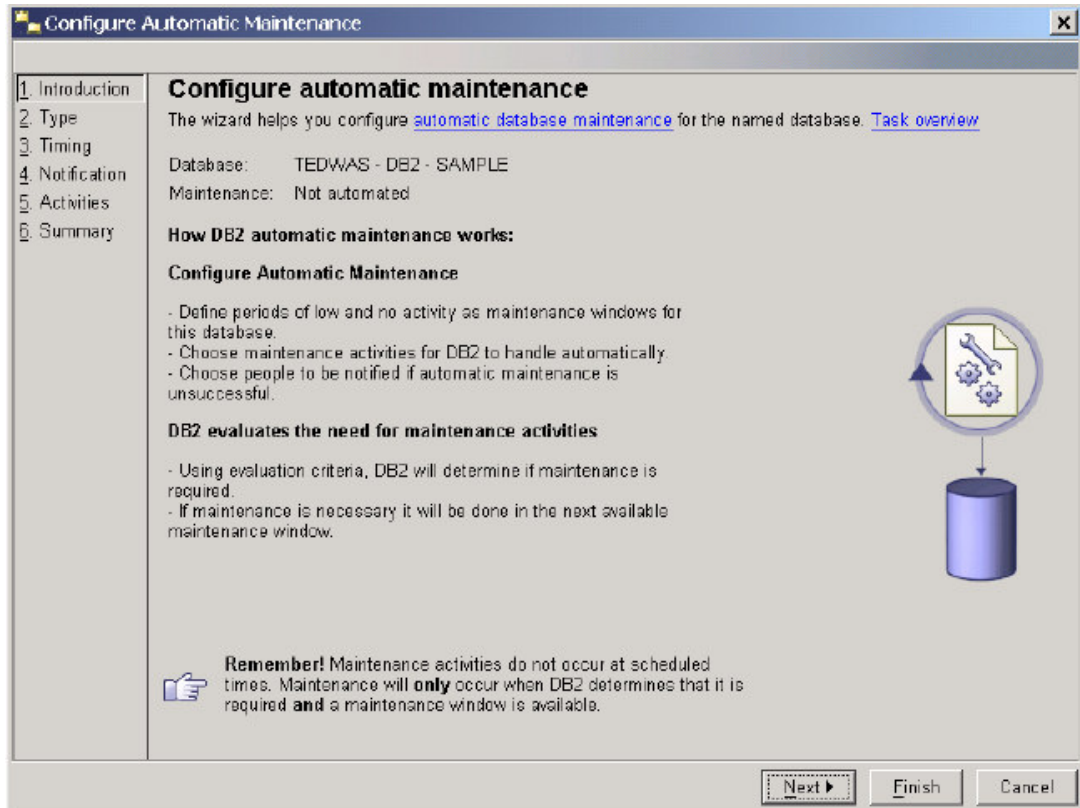 Configure Automatic Maintenance
1. Introduction
2. Type
3. Timing
4. Notification
5. Activities
6. Summary
Configure automatic maintenance
The wizard helps you configure automatic database maintenance for the named database. Task overview
Database: TEDWAS - DB2 - SAMPLE
Maintenance: Not automated
How DB2 automatic maintenance works:
Configure Automatic Maintenance
- Define periods of low and no activity as maintenance windows for
this database.
- Choose maintenance activities for DB2 to handle automatically.
- Choose people to be notified if automatic maintenance is
unsuccessful.
DB2 evaluates the need for maintenance activities
- Using evaluation criteria, DB2 will determine if maintenance is
required.
- If maintenance is necessary it will be done in the next available
maintenance window.
Remember! Maintenance activities do not occur at scheduled
times. Maintenance will only occur when DB2 determines that it is
required and a maintenance window is available.
Next
Finish
Cancel